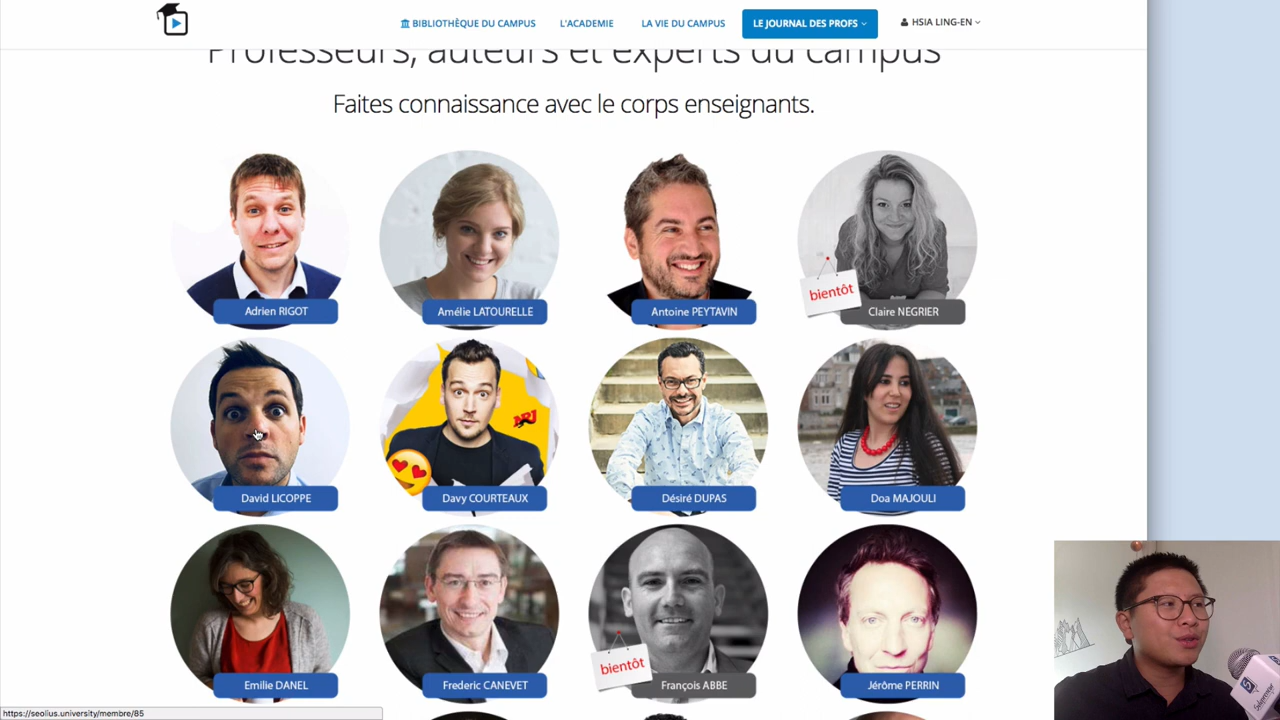 BIBLIOTHÈQUE DU CAMPUS
L'ACADEMIE
LA VIE DU CAMPUS
LE JOURNAL DES PROFS
HSIA LING-EN
Professeurs, auteurs et experts du campus
Faites connaissance avec le corps enseignants.
bientôt
Adrien RIGOT
Amélie LATOURELLE
Antoine PEYTAVIN
Claire NEGRIER
NRJ
David LICOPPE
Davy COURTEAUX
Désiré DUPAS
Doa MAJOULI
bientôt
Emilie DANEL
Frederic CANEVET
François ABBE
Jérôme PERRIN
https://seolius.university/membre/85